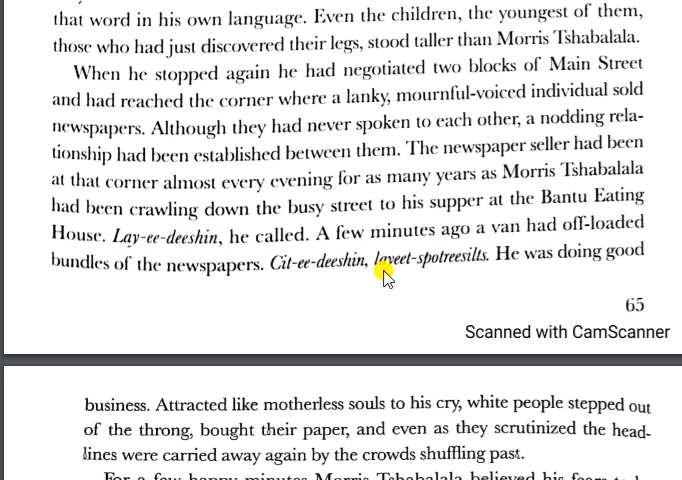 that word in his own language. Even the children, the youngest of them,
those who had just discovered their legs, stood taller than Morris Tshabalala.
When he stopped again he had negotiated two blocks of Main Street
and had reached the corner where a lanky, mournful-voiced individual sold
newspapers. Although they had never spoken to each other, a nodding rela-
tionship had been established between them. The newspaper seller had been
at that corner almost every evening for as many years as Morris Tshabalala
had been crawling down the busy street to his supper at the Bantu Eating
House. Lay-ee-deeshin, he called. A few minutes ago a van had off-loaded
bundles of the newspapers. Cit-ee-deeshin, laveet-spotreesilts. He was doing good
65
Scanned with CamScanner
business. Attracted like motherless souls to his cry, white people stepped out
of the throng, bought their paper, and even as they scrutinized the head-
lines were carried away again by the crowds shuffling past.
For a few happy minutes Morris Tshabalala believed his